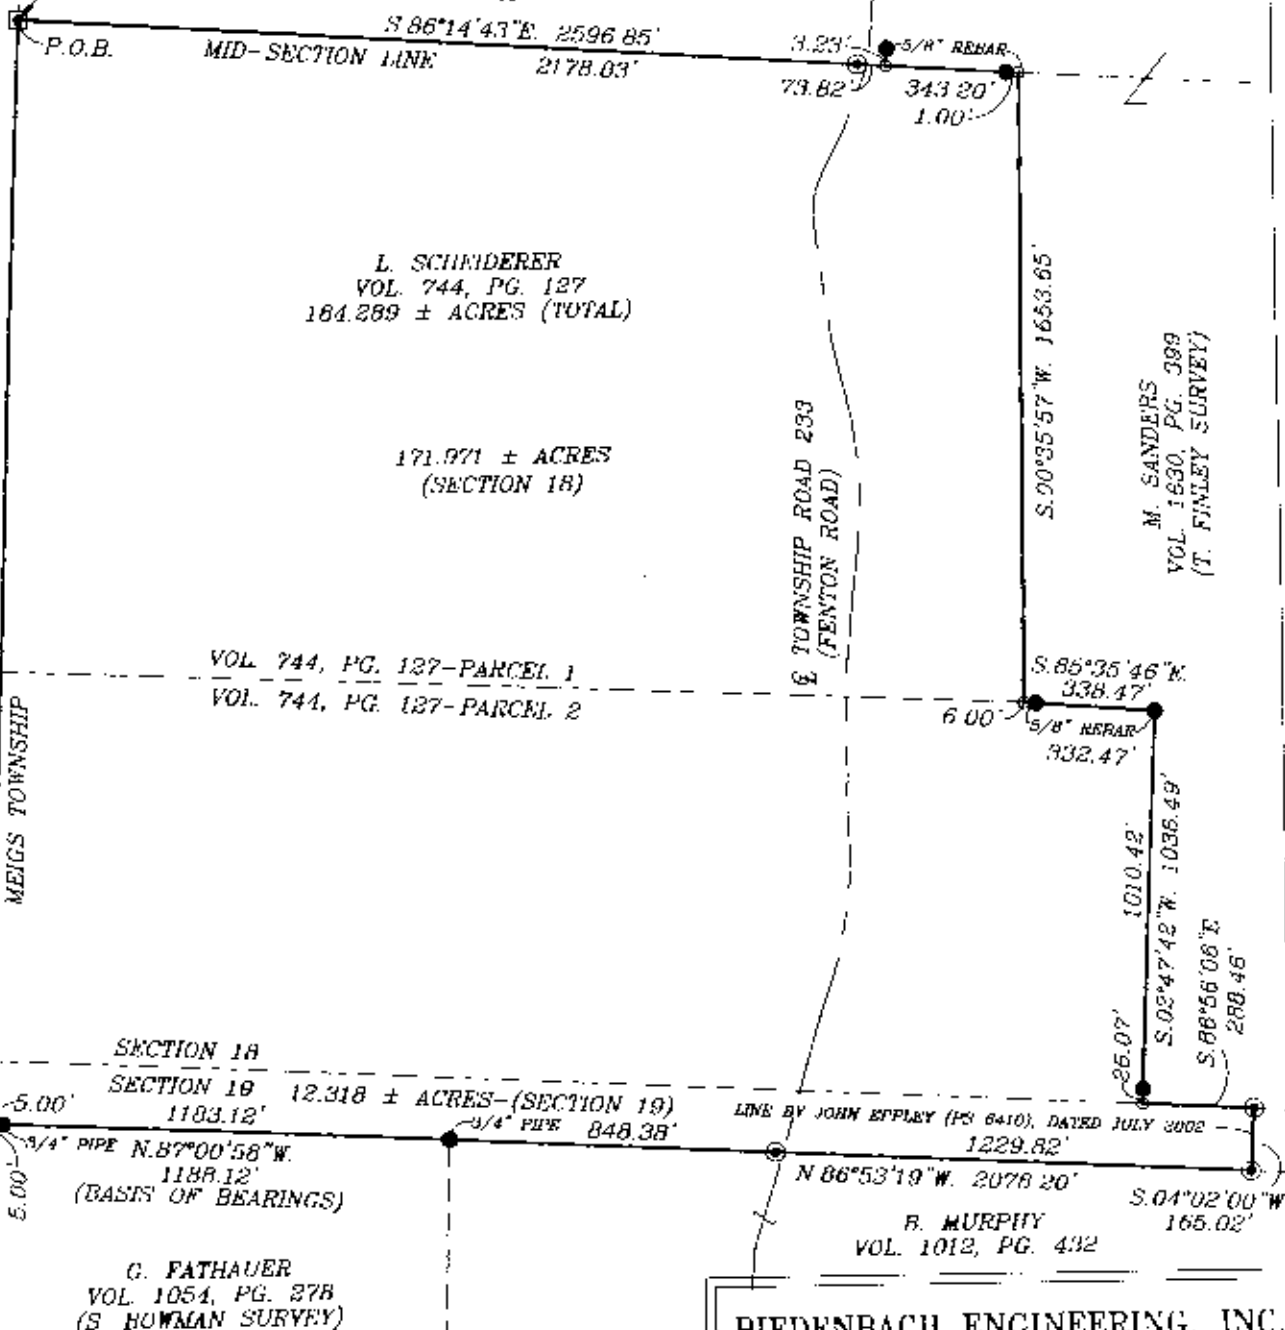 S.86°14'43"E. 2596.85'
P.O.B.
MID-SECTION LINE
2178.03'
3.23'
5/8" REBAR
73.82'
343.20'
1.00'
L. SCHEIDERER
VOL. 744, PG. 127
184.289 ± ACRES (TOTAL)
171.971 ± ACRES
(SECTION 18)
S.00°35'57"W. 1653.65'
M. SANDERS
VOL. 1630, PG. 399
(T. FINLEY SURVEY)
℄ TOWNSHIP ROAD 233
(FENTON ROAD)
VOL. 744, PG. 127-PARCEL 1
VOL. 744, PG. 127-PARCEL 2
S.85°35'46"E.
338.47'
6.00'
5/8" REBAR
332.47'
MEIGS TOWNSHIP
1010.42'
S.02°47'42"W. 1036.49'
26.07'
S.86°56'06"E
288.46'
SECTION 18
SECTION 19
12.318 ± ACRES-(SECTION 19)
5.00'
1183.12'
3/4" PIPE
848.38'
LINE BY JOHN EPPLEY (PS 6410), DATED JULY 2002
1229.82'
3/4" PIPE
N.87°00'58"W.
1188.12'
(BASIS OF BEARINGS)
5.00'
N 86°53'19"W. 2078.20'
S.04°02'00"W
165.02'
MURPHY
VOL. 1012, PG. 432
G. FATHAUER
VOL. 1054, PG. 278
(S. BOWMAN SURVEY)
ENGINEERING, INC.